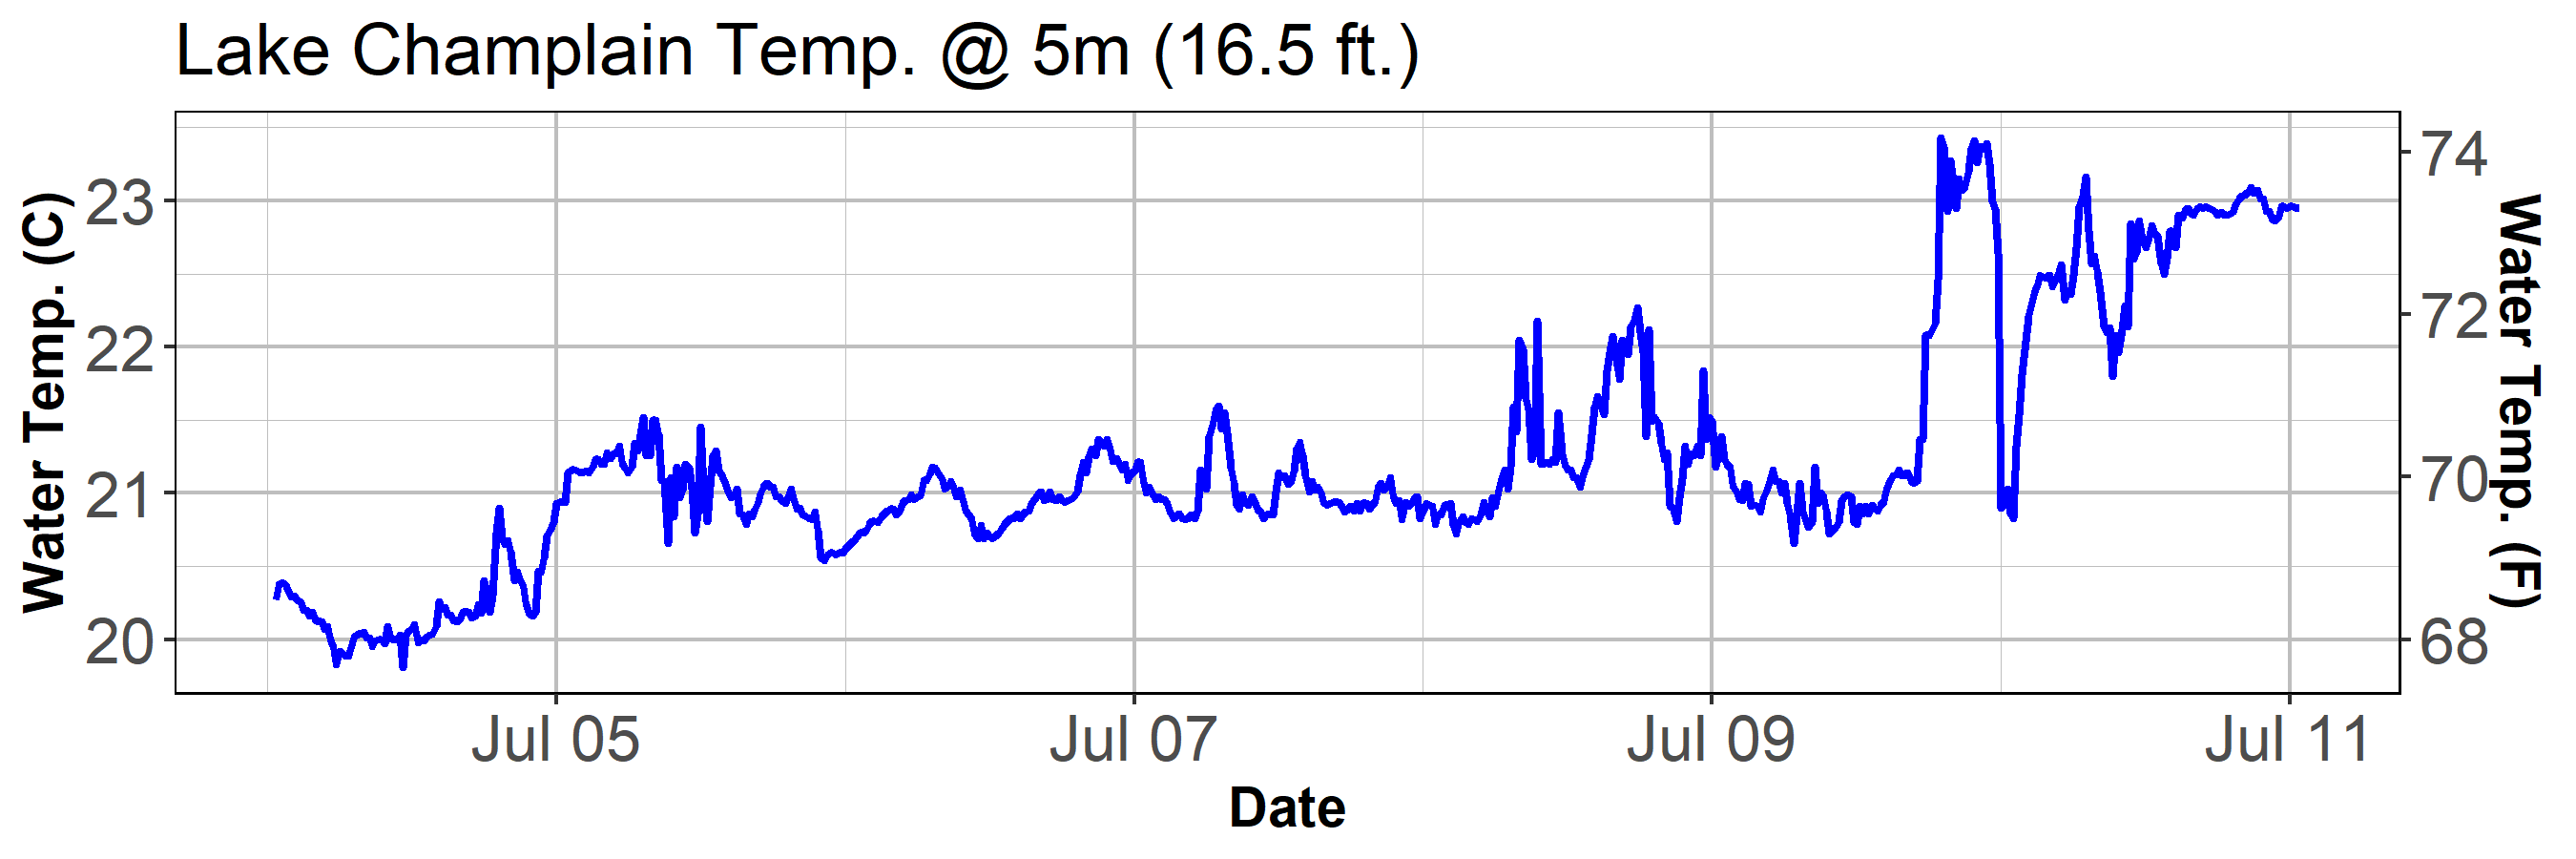 Lake Champlain Temp. @ 5m (16.5 ft.)
Water Temp. (C)
23
22
21
20
74
72
70
68
Water Temp. (F)
Jul 05
Jul 07
Jul 09
Jul 11
Date